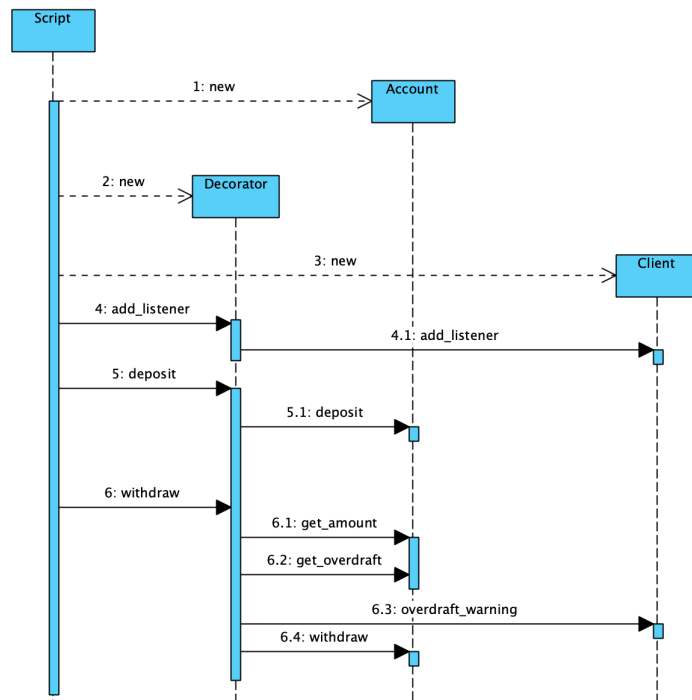 Script
1: new
Account
2: new
Decorator
3: new
Client
4: add_listener
4.1: add_listener
5: deposit
5.1: deposit
6: withdraw
6.1: get_amount
6.2: get_overdraft
6.3: overdraft_warning
6.4: withdraw